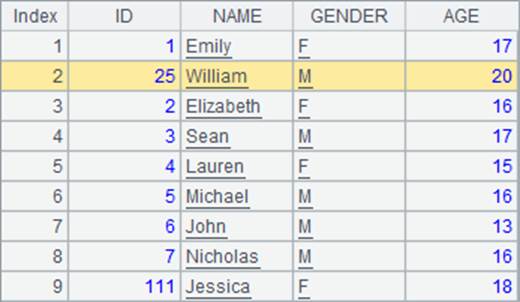 Index ID NAME GENDER AGE
1 1 Emily F 17
2 25 William M 20
3 2 Elizabeth F 16
4 3 Sean M 17
5 4 Lauren F 15
6 5 Michael M 16
7 6 John M 13
8 7 Nicholas M 16
9 111 Jessica F 18